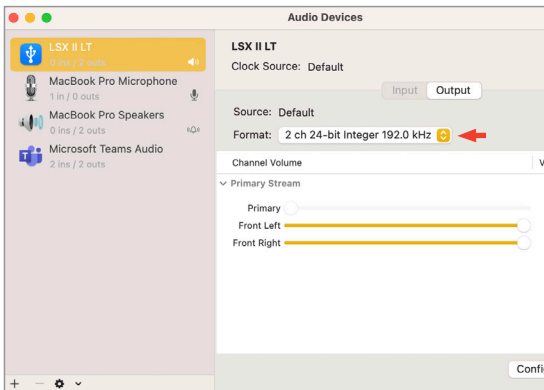 Audio Devices
LSX II LT
0 ins / 2 outs
MacBook Pro Microphone
1 in / 0 outs
MacBook Pro Speakers
0 ins / 2 outs
Microsoft Teams Audio
2 ins / 2 outs
LSX II LT
Clock Source: Default
Input Output
Source: Default
Format: 2 ch 24-bit Integer 192.0 kHz
Channel Volume V
Primary Stream
Primary
Front Left
Front Right
Confi